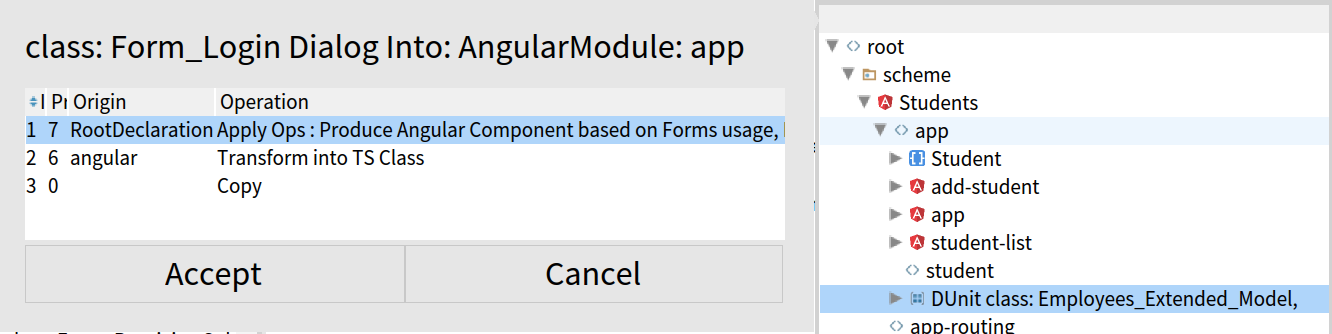 class: Form_Login Dialog Into: AngularModule: app
I Pr Origin Operation
1 7 RootDeclaration Apply Ops : Produce Angular Component based on Forms usage,
2 6 angular Transform into TS Class
3 0 Copy
Accept Cancel
root
scheme
Students
app
Student
add-student
app
student-list
student
DUnit class: Employees_Extended_Model,
app-routing